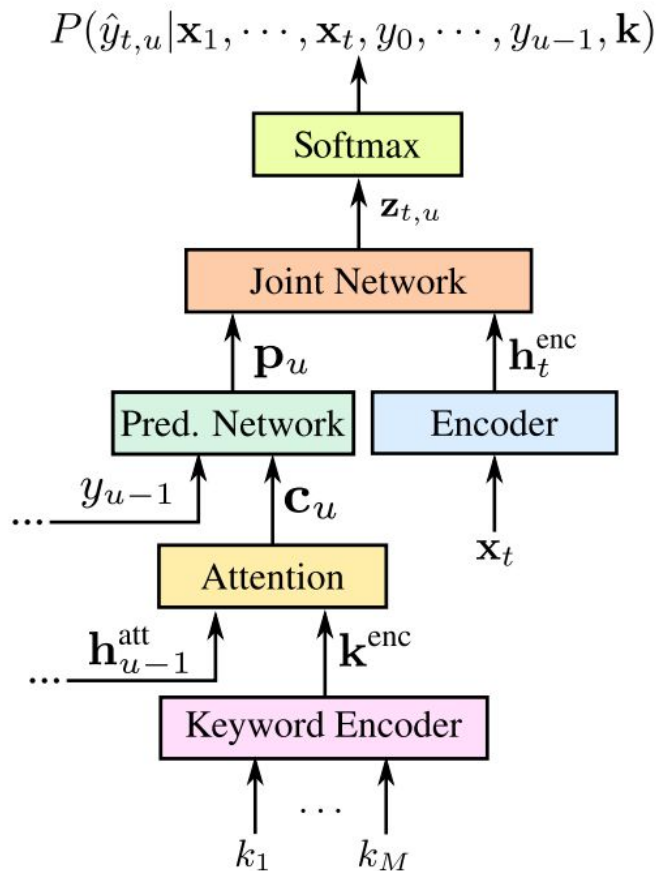 P(ŷ_{t,u}|x_1, ⋯, x_t, y_0, ⋯, y_{u−1}, k)
Softmax
z_{t,u}
Joint Network
p_u
h_t^{enc}
Pred. Network
Encoder
y_{u−1}
...
c_u
x_t
Attention
h_{u−1}^{att}
...
k^{enc}
Keyword Encoder
k_1 ⋯ k_M